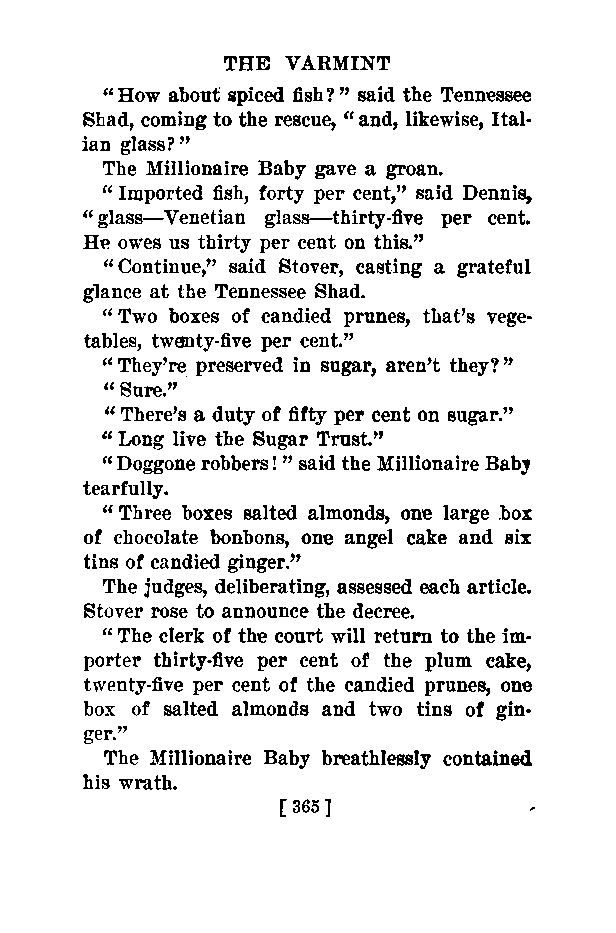 THE VARMINT
"How about spiced fish?" said the Tennessee
Shad, coming to the rescue, "and, likewise, Ital-
ian glass?"
The Millionaire Baby gave a groan.
"Imported fish, forty per cent," said Dennis,
"glass—Venetian glass—thirty-five per cent.
He owes us thirty per cent on this."
"Continue," said Stover, casting a grateful
glance at the Tennessee Shad.
"Two boxes of candied prunes, that's vege-
tables, twenty-five per cent."
"They're preserved in sugar, aren't they?"
"Sure."
"There's a duty of fifty per cent on sugar."
"Long live the Sugar Trust."
"Doggone robbers!" said the Millionaire Baby
tearfully.
"Three boxes salted almonds, one large box
of chocolate bonbons, one angel cake and six
tins of candied ginger."
The judges, deliberating, assessed each article.
Stover rose to announce the decree.
"The clerk of the court will return to the im-
porter thirty-five per cent of the plum cake,
twenty-five per cent of the candied prunes, one
box of salted almonds and two tins of gin-
ger."
The Millionaire Baby breathlessly contained
his wrath.
[ 365 ]